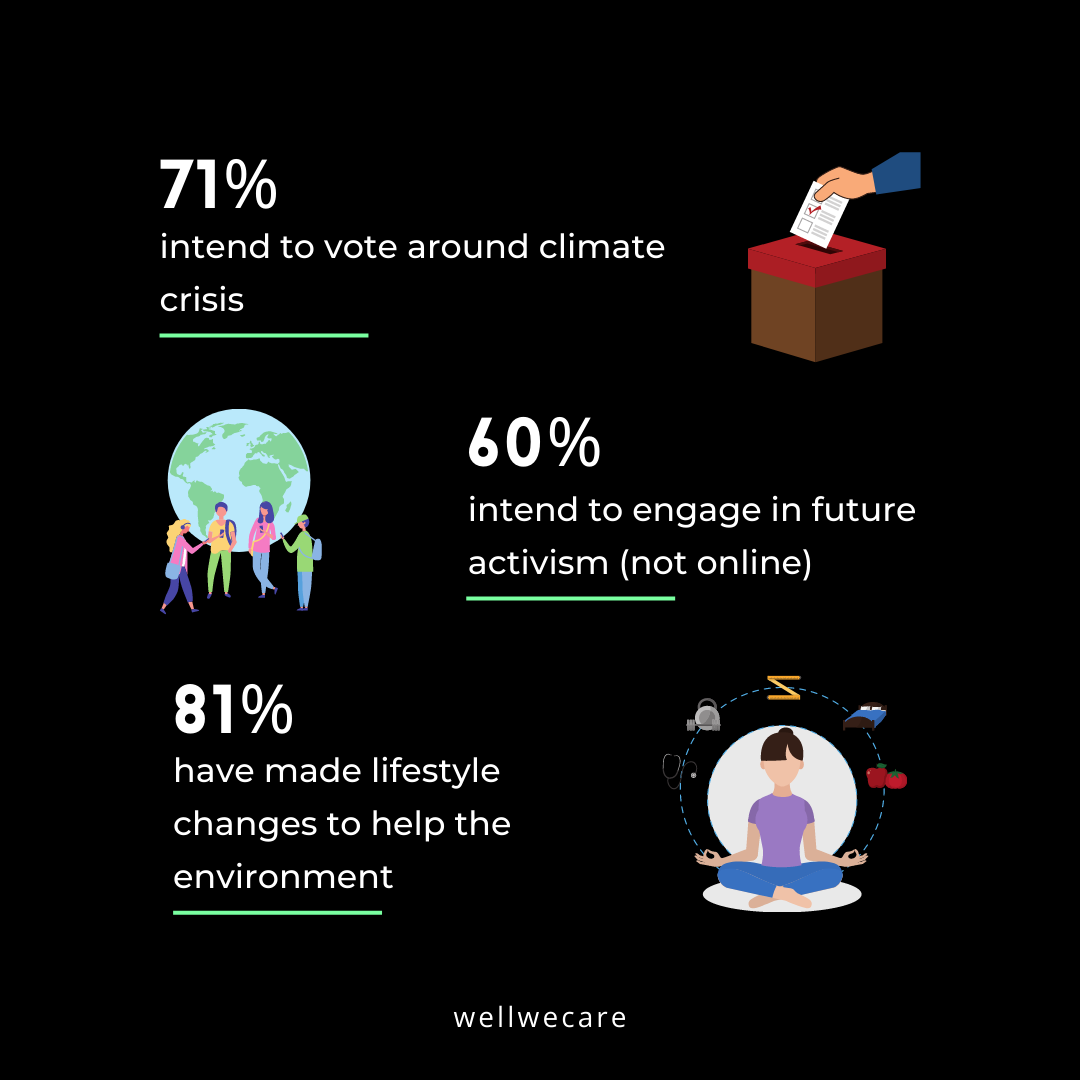 71%
intend to vote around climate
crisis
60%
intend to engage in future
activism (not online)
81%
have made lifestyle
changes to help the
environment
wellwecare